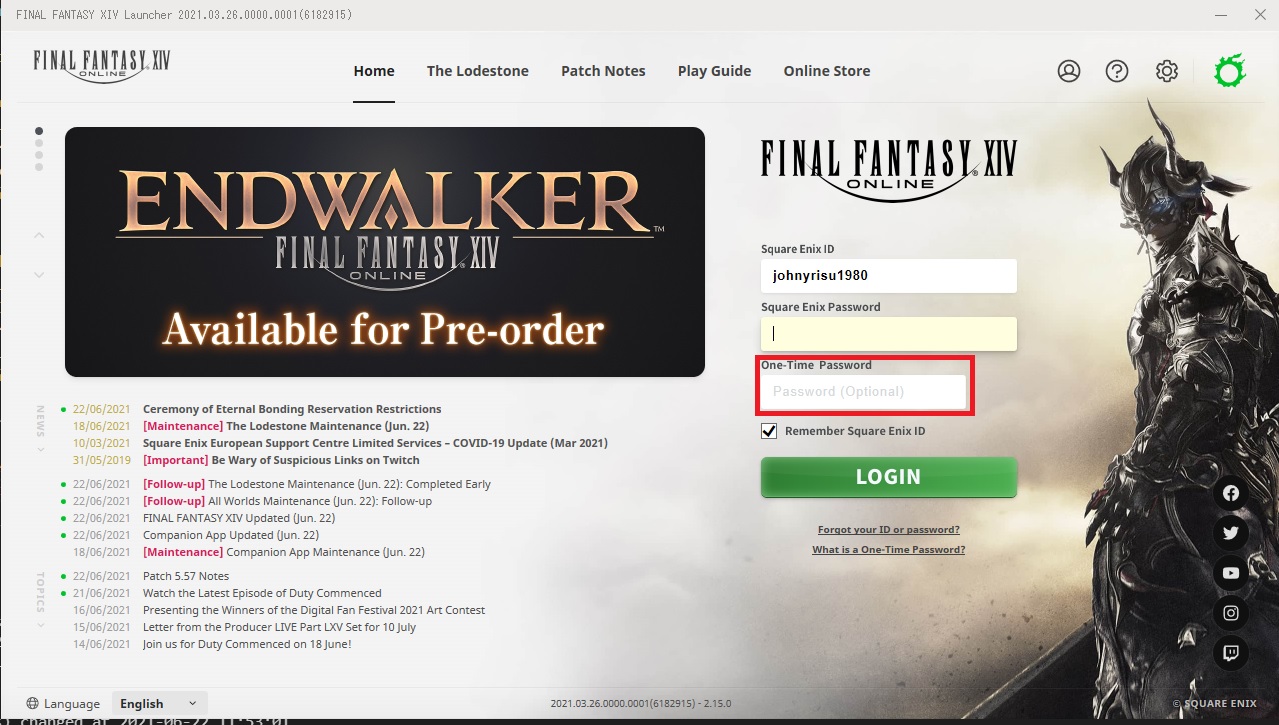 FINAL FANTASY XIV Launcher 2021.03.26.0000.0001(6182915)
FINAL FANTASY XIV
ONLINE
Home
The Lodestone
Patch Notes
Play Guide
Online Store
ENDWALKER™
FINAL FANTASY® XIV
ONLINE
Available for Pre-order
NEWS
22/06/2021 Ceremony of Eternal Bonding Reservation Restrictions
18/06/2021 [Maintenance] The Lodestone Maintenance (Jun. 22)
10/03/2021 Square Enix European Support Centre Limited Services – COVID-19 Update (Mar 2021)
31/05/2019 [Important] Be Wary of Suspicious Links on Twitch
22/06/2021 [Follow-up] The Lodestone Maintenance (Jun. 22): Completed Early
22/06/2021 [Follow-up] All Worlds Maintenance (Jun. 22): Follow-up
22/06/2021 FINAL FANTASY XIV Updated (Jun. 22)
22/06/2021 Companion App Updated (Jun. 22)
18/06/2021 [Maintenance] Companion App Maintenance (Jun. 22)
TOPICS
22/06/2021 Patch 5.57 Notes
21/06/2021 Watch the Latest Episode of Duty Commenced
16/06/2021 Presenting the Winners of the Digital Fan Festival 2021 Art Contest
15/06/2021 Letter from the Producer LIVE Part LXV Set for 10 July
14/06/2021 Join us for Duty Commenced on 18 June!
FINAL FANTASY® XIV
ONLINE
Square Enix ID
johnyrisu1980
Square Enix Password
One-Time Password
Password (Optional)
Remember Square Enix ID
LOGIN
Forgot your ID or password?
What is a One-Time Password?
Language
English
2021.03.26.0000.0001(6182915) - 2.15.0
© SQUARE ENIX
changed at 2021-06-22 11:53:01